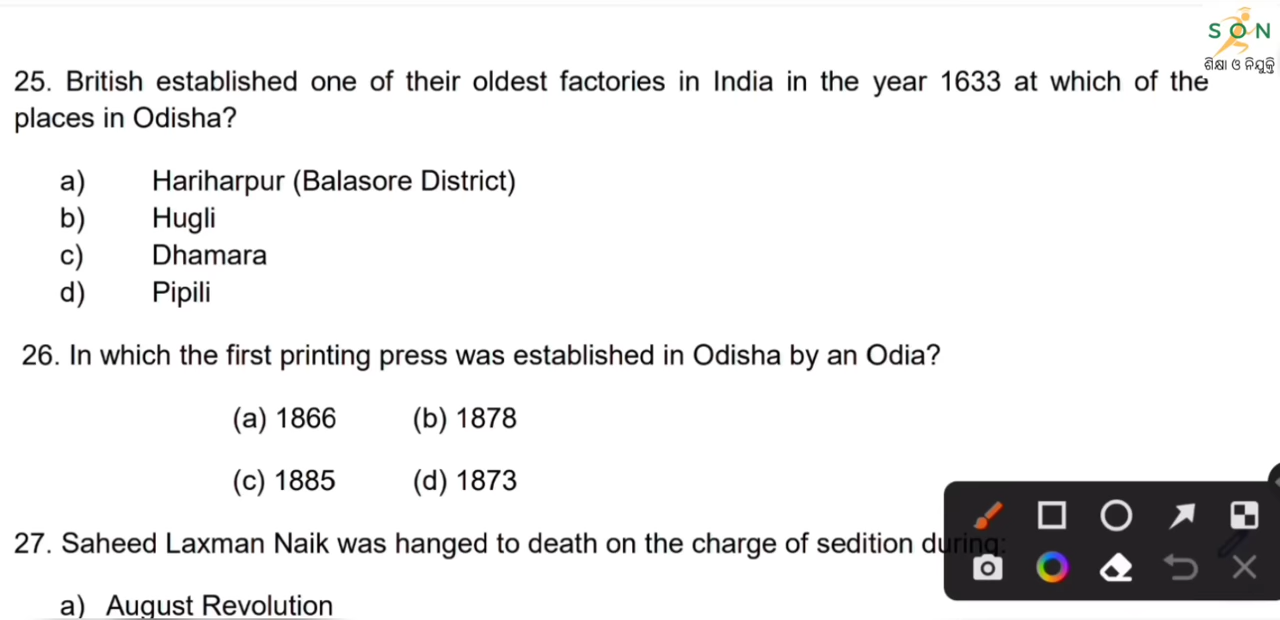 SON
ଶିକ୍ଷା ଓ ନିଯୁକ୍ତି
25. British established one of their oldest factories in India in the year 1633 at which of the
places in Odisha?
a) Hariharpur (Balasore District)
b) Hugli
c) Dhamara
d) Pipili
26. In which the first printing press was established in Odisha by an Odia?
(a) 1866 (b) 1878
(c) 1885 (d) 1873
27. Saheed Laxman Naik was hanged to death on the charge of sedition during:
a) August Revolution